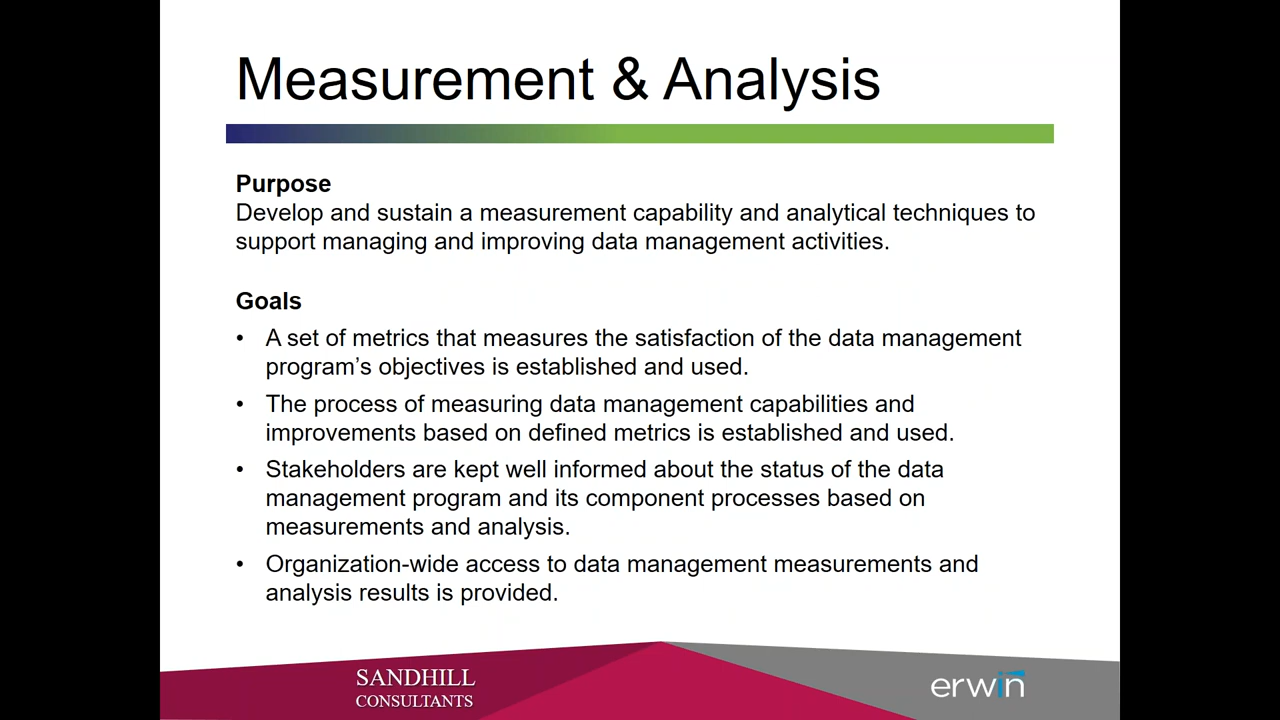 Measurement & Analysis
Purpose
Develop and sustain a measurement capability and analytical techniques to
support managing and improving data management activities.
Goals
• A set of metrics that measures the satisfaction of the data management
program’s objectives is established and used.
• The process of measuring data management capabilities and
improvements based on defined metrics is established and used.
• Stakeholders are kept well informed about the status of the data
management program and its component processes based on
measurements and analysis.
• Organization-wide access to data management measurements and
analysis results is provided.
SANDHILL
CONSULTANTS
erwin